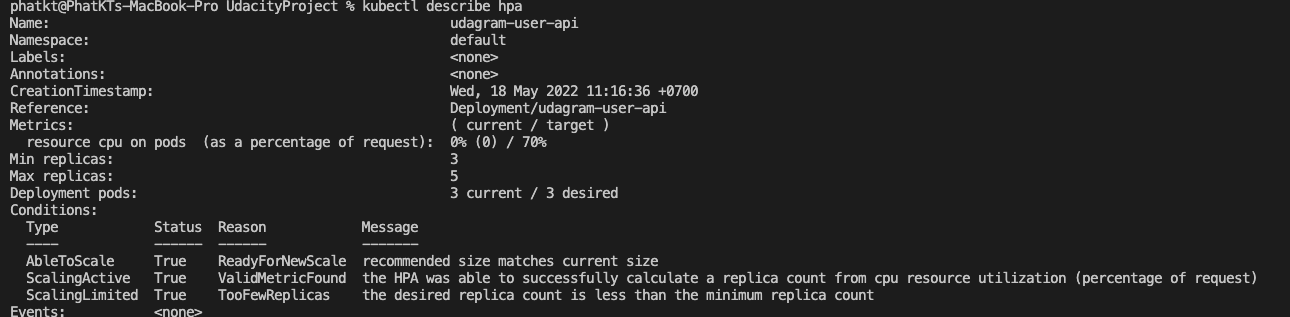 phatkt@PhatKTs-MacBook-Pro UdacityProject % kubectl describe hpa
Name: udagram-user-api
Namespace: default
Labels: <none>
Annotations: <none>
CreationTimestamp: Wed, 18 May 2022 11:16:36 +0700
Reference: Deployment/udagram-user-api
Metrics: ( current / target )
  resource cpu on pods  (as a percentage of request):  0% (0) / 70%
Min replicas: 3
Max replicas: 5
Deployment pods: 3 current / 3 desired
Conditions:
  Type            Status  Reason            Message
  ----            ------  ------            -------
  AbleToScale     True    ReadyForNewScale  recommended size matches current size
  ScalingActive   True    ValidMetricFound  the HPA was able to successfully calculate a replica count from cpu resource utilization (percentage of request)
  ScalingLimited  True    TooFewReplicas    the desired replica count is less than the minimum replica count
Events:           <none>